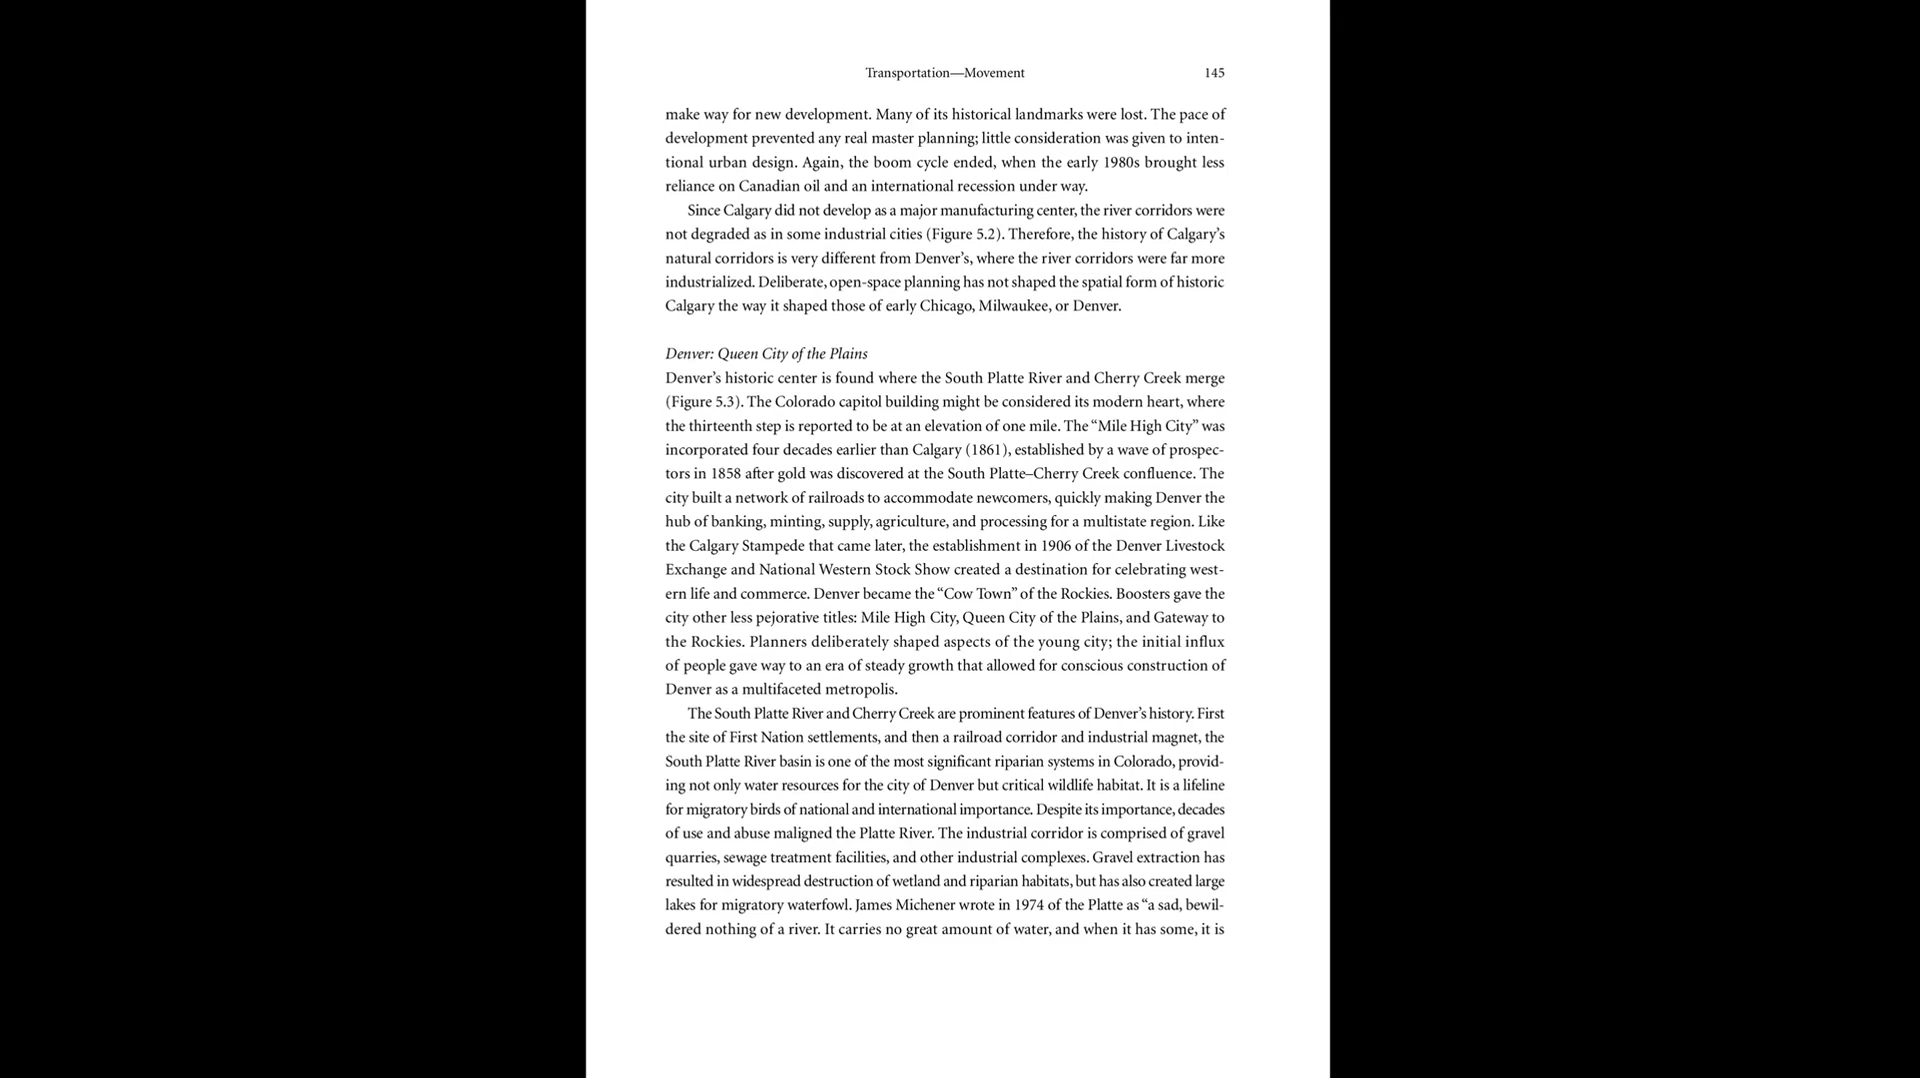 Transportation—Movement 145
make way for new development. Many of its historical landmarks were lost. The pace of
development prevented any real master planning; little consideration was given to inten-
tional urban design. Again, the boom cycle ended, when the early 1980s brought less
reliance on Canadian oil and an international recession under way.
Since Calgary did not develop as a major manufacturing center, the river corridors were
not degraded as in some industrial cities (Figure 5.2). Therefore, the history of Calgary’s
natural corridors is very different from Denver’s, where the river corridors were far more
industrialized. Deliberate, open-space planning has not shaped the spatial form of historic
Calgary the way it shaped those of early Chicago, Milwaukee, or Denver.
Denver: Queen City of the Plains
Denver’s historic center is found where the South Platte River and Cherry Creek merge
(Figure 5.3). The Colorado capitol building might be considered its modern heart, where
the thirteenth step is reported to be at an elevation of one mile. The “Mile High City” was
incorporated four decades earlier than Calgary (1861), established by a wave of prospec-
tors in 1858 after gold was discovered at the South Platte–Cherry Creek confluence. The
city built a network of railroads to accommodate newcomers, quickly making Denver the
hub of banking, minting, supply, agriculture, and processing for a multistate region. Like
the Calgary Stampede that came later, the establishment in 1906 of the Denver Livestock
Exchange and National Western Stock Show created a destination for celebrating west-
ern life and commerce. Denver became the “Cow Town” of the Rockies. Boosters gave the
city other less pejorative titles: Mile High City, Queen City of the Plains, and Gateway to
the Rockies. Planners deliberately shaped aspects of the young city; the initial influx
of people gave way to an era of steady growth that allowed for conscious construction of
Denver as a multifaceted metropolis.
The South Platte River and Cherry Creek are prominent features of Denver’s history. First
the site of First Nation settlements, and then a railroad corridor and industrial magnet, the
South Platte River basin is one of the most significant riparian systems in Colorado, provid-
ing not only water resources for the city of Denver but critical wildlife habitat. It is a lifeline
for migratory birds of national and international importance. Despite its importance, decades
of use and abuse maligned the Platte River. The industrial corridor is comprised of gravel
quarries, sewage treatment facilities, and other industrial complexes. Gravel extraction has
resulted in widespread destruction of wetland and riparian habitats, but has also created large
lakes for migratory waterfowl. James Michener wrote in 1974 of the Platte as “a sad, bewil-
dered nothing of a river. It carries no great amount of water, and when it has some, it is